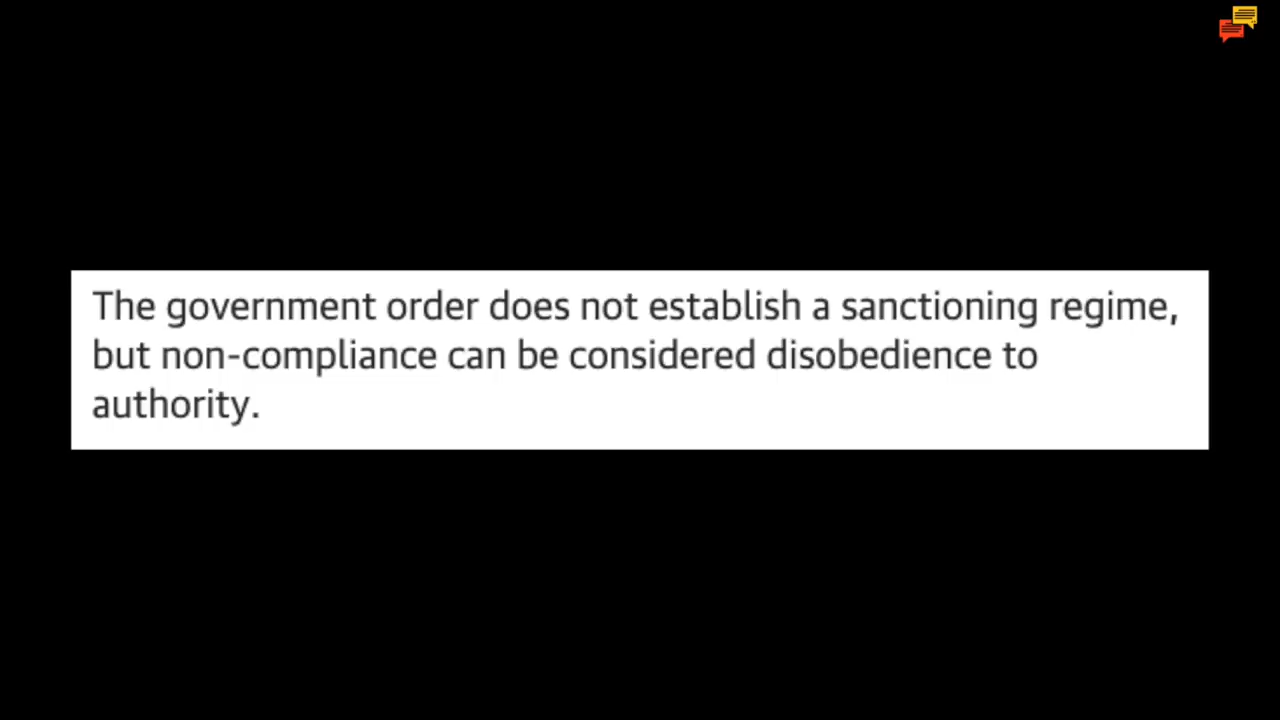 The government order does not establish a sanctioning regime,
but non-compliance can be considered disobedience to
authority.